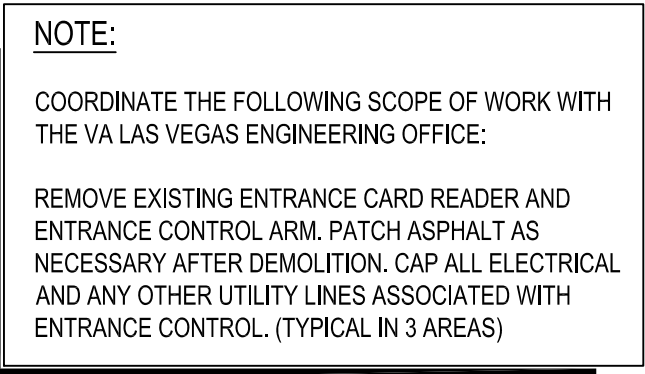 NOTE:
COORDINATE THE FOLLOWING SCOPE OF WORK WITH
THE VA LAS VEGAS ENGINEERING OFFICE:
REMOVE EXISTING ENTRANCE CARD READER AND
ENTRANCE CONTROL ARM. PATCH ASPHALT AS
NECESSARY AFTER DEMOLITION. CAP ALL ELECTRICAL
AND ANY OTHER UTILITY LINES ASSOCIATED WITH
ENTRANCE CONTROL. (TYPICAL IN 3 AREAS)